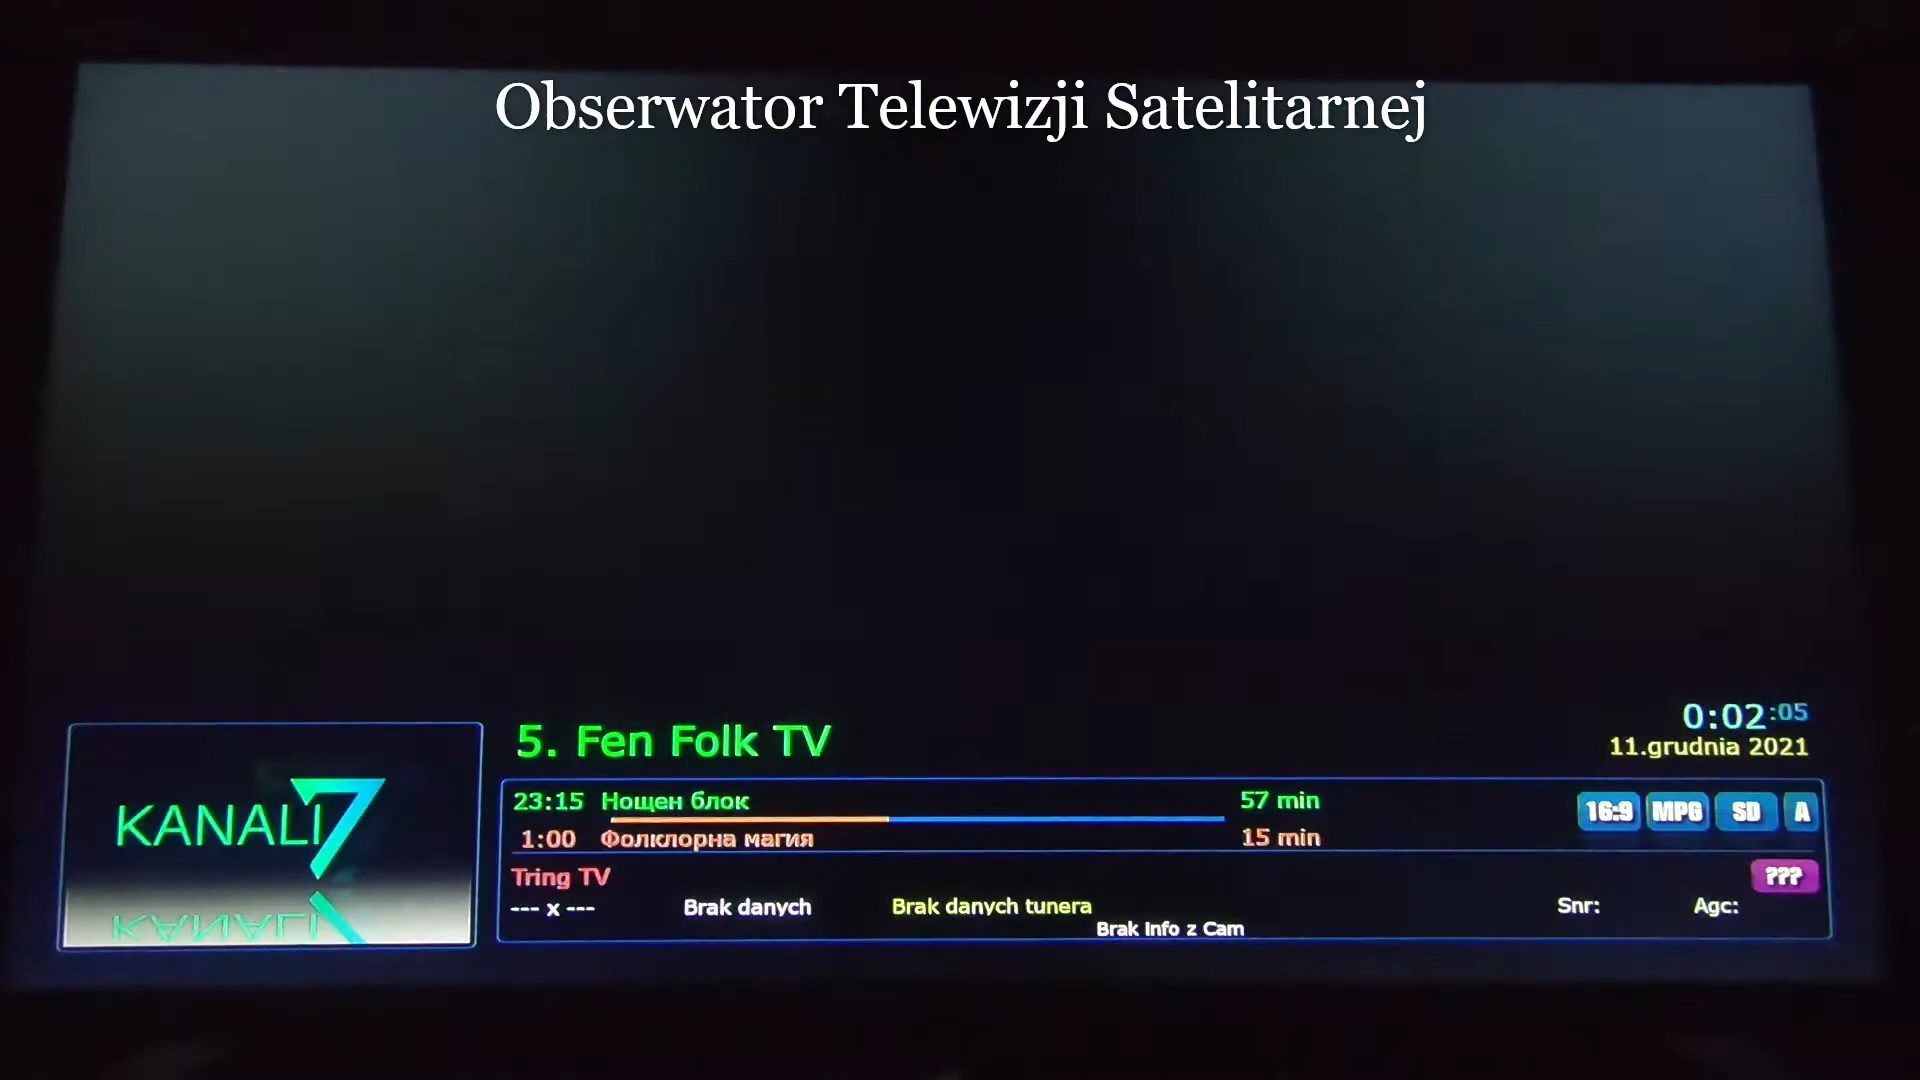 Obserwator Telewizji Satelitarnej
0:02:05
5. Fen Folk TV
11.grudnia 2021
KANALI7
23:15 Нощен блок 57 min
16:9 MPG SD A
1:00 Фолклорна магия 15 min
Tring TV
???
--- x --- Brak danych Brak danych tunera Snr: Agc:
Brak info z Cam